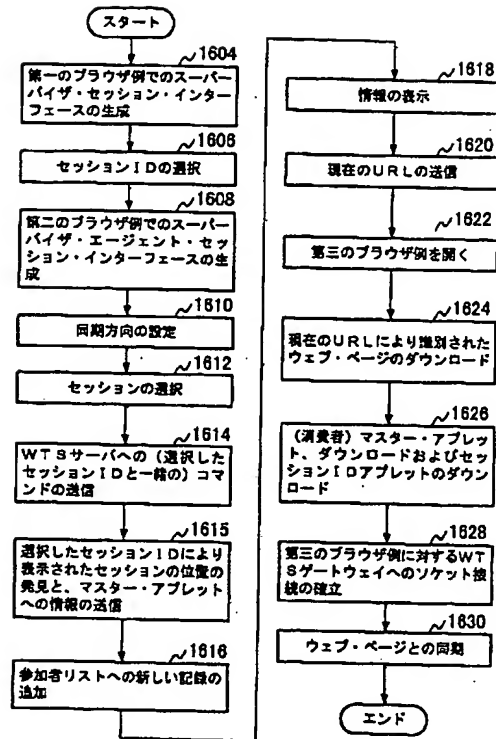 スタート
1604
第一のブラウザ例でのスーパー
バイザ・セッション・インター
フェースの生成
1606
セッションＩＤの選択
1608
第二のブラウザ例でのスーパー
バイザ・エージェント・セッシ
ョン・インターフェースの生
成
1610
同期方向の設定
1612
セッションの選択
1614
ＷＴＳサーバへの（選択した
セッションＩＤと一緒の）コマ
ンドの送信
1615
選択したセッションＩＤにより
表示されたセッションの位置の
発見と、マスター・アプレット
への情報の送信
1616
参加者リストへの新しい記録の
追加
1618
情報の表示
1620
現在のＵＲＬの送信
1622
第三のブラウザ例を開く
1624
現在のＵＲＬにより識別された
ウェブ・ページのダウンロード
1626
（消費者）マスター・アプレッ
ト、ダウンロードおよびセッシ
ョンＩＤアプレットのダウン
ロード
1628
第三のブラウザ例に対するＷＴ
Ｓゲートウェイへのソケット接
続の確立
1630
ウェブ・ページとの同期
エンド